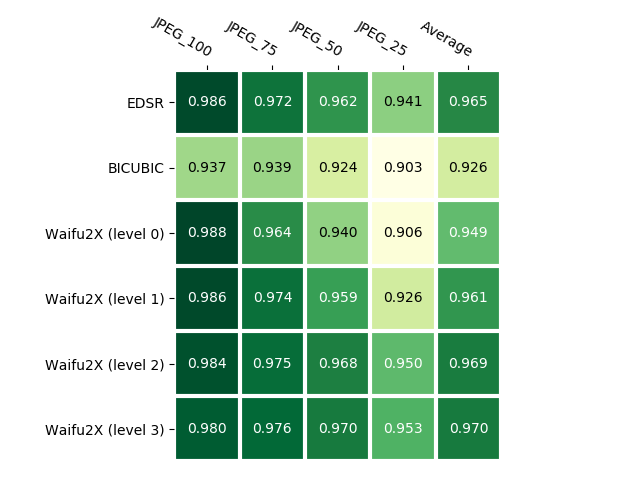 JPEG_100 JPEG_75 JPEG_50 JPEG_25 Average
EDSR 0.986 0.972 0.962 0.941 0.965
BICUBIC 0.937 0.939 0.924 0.903 0.926
Waifu2X (level 0) 0.988 0.964 0.940 0.906 0.949
Waifu2X (level 1) 0.986 0.974 0.959 0.926 0.961
Waifu2X (level 2) 0.984 0.975 0.968 0.950 0.969
Waifu2X (level 3) 0.980 0.976 0.970 0.953 0.970